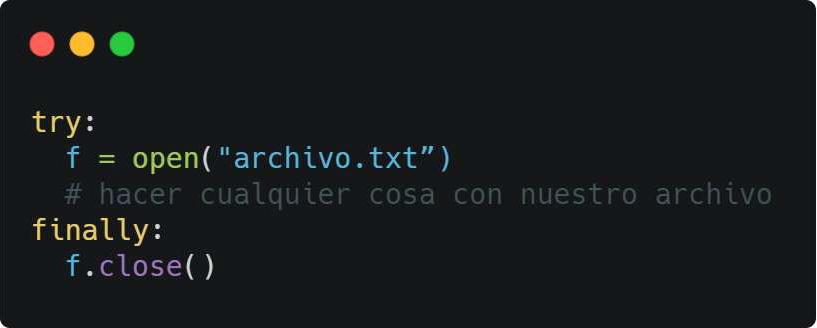 try:
  f = open("archivo.txt”)
  # hacer cualquier cosa con nuestro archivo
finally:
  f.close()